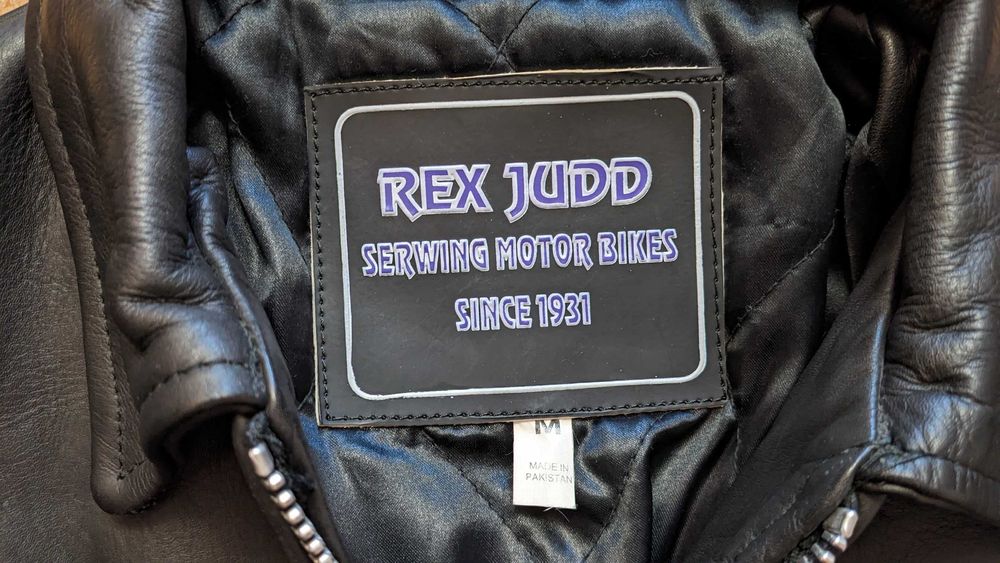 REX JUDD
SERWING MOTOR BIKES
SINCE 1931
M
MADE IN
PAKISTAN